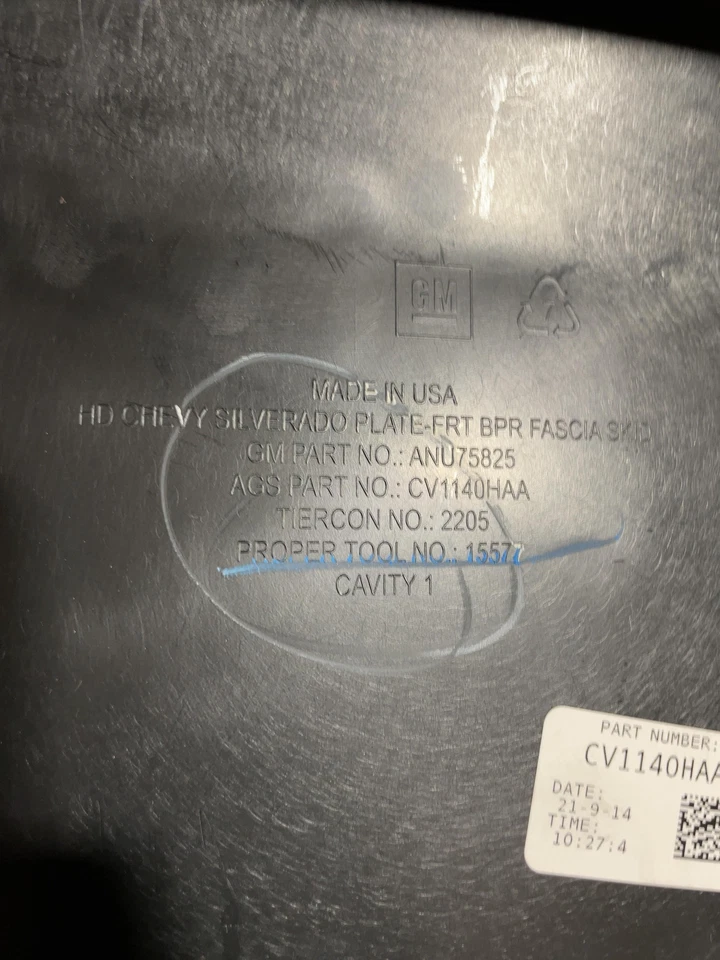 GM
MADE IN USA
HD CHEVY SILVERADO PLATE-FRT BPR FASCIA SKID
GM PART NO.: ANU75825
AGS PART NO.: CV1140HAA
TIERCON NO.: 2205
PROPER TOOL NO.: 15577
CAVITY 1
PART NUMBER:
CV1140HAA
DATE:
21-9-14
TIME:
10:27:4